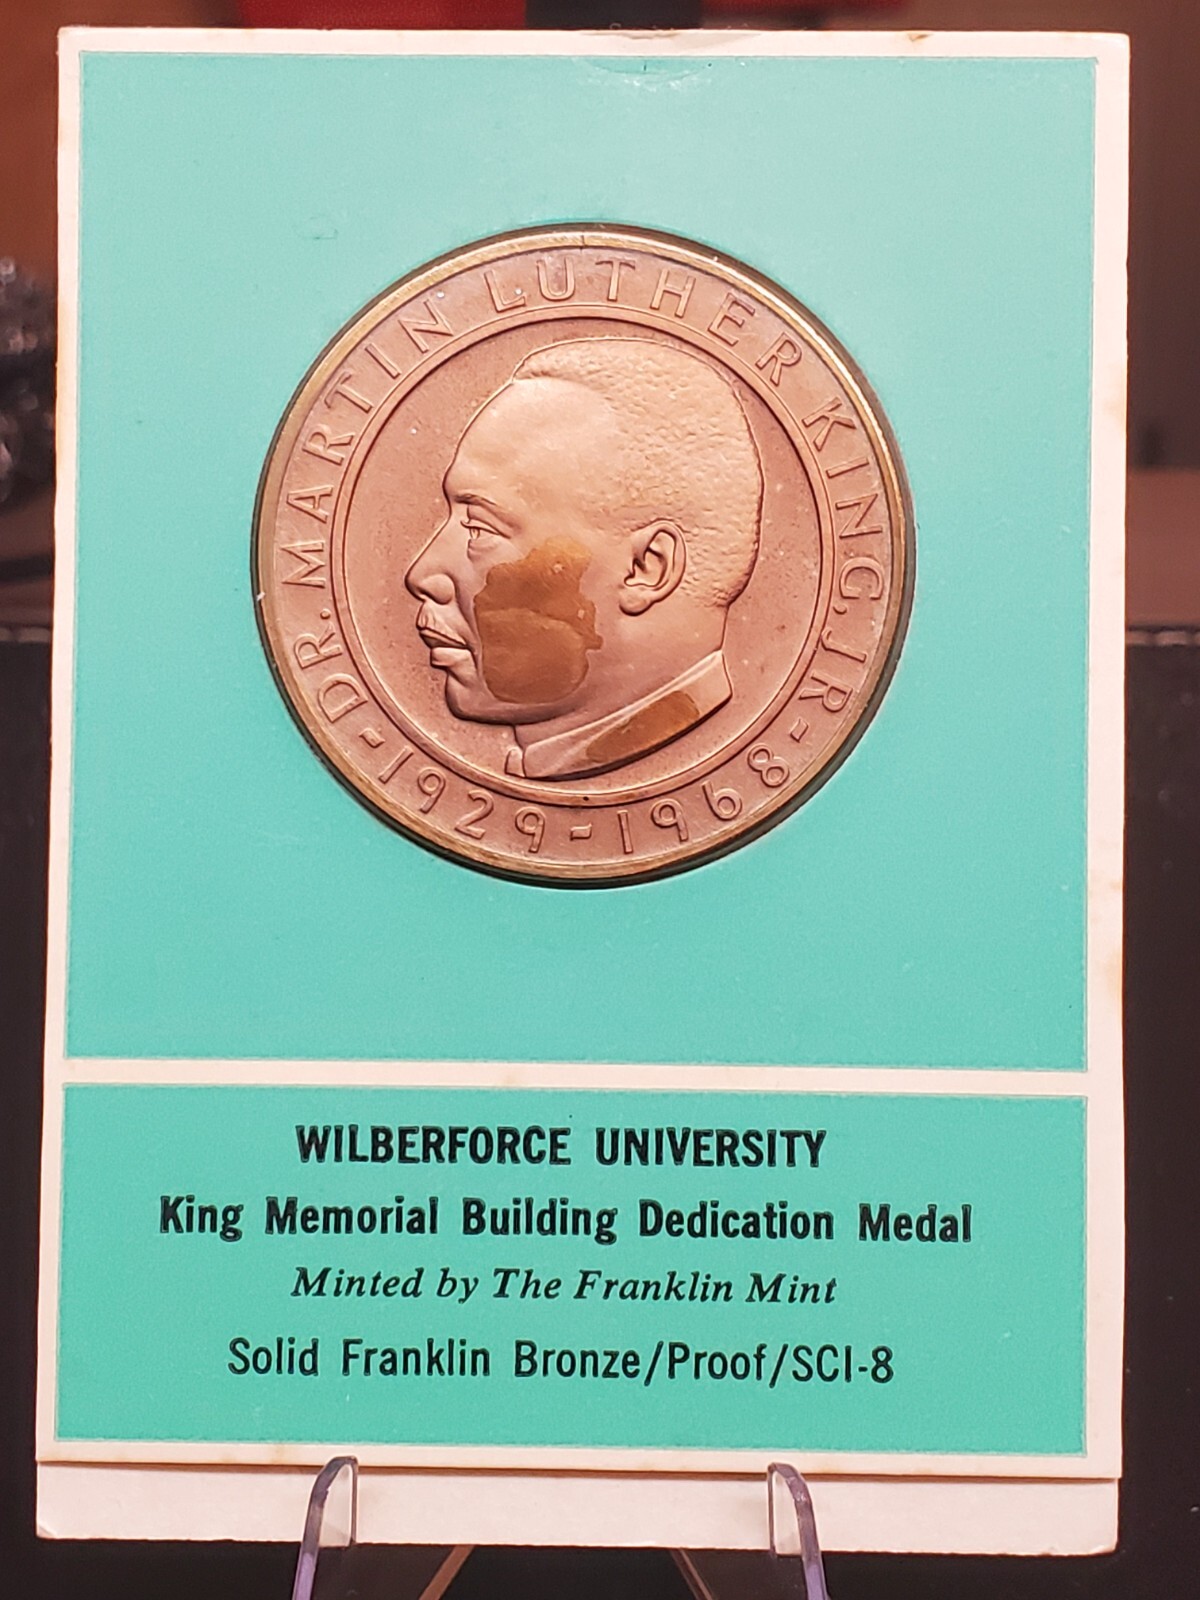 DR. MARTIN LUTHER KING, JR
-1929-1968-
WILBERFORCE UNIVERSITY
King Memorial Building Dedication Medal
Minted by The Franklin Mint
Solid Franklin Bronze/Proof/SCI-8